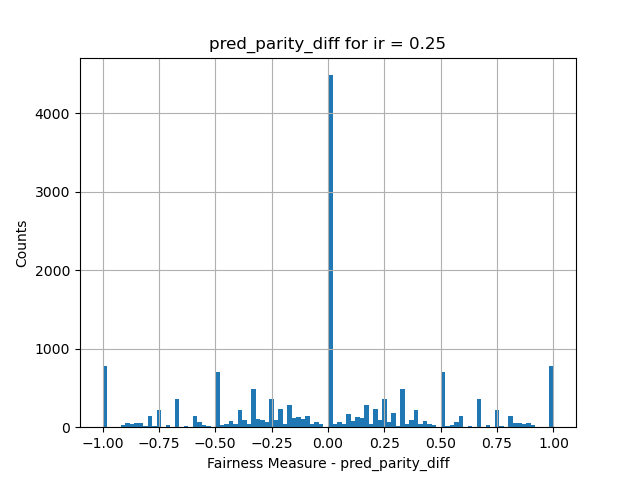 pred_parity_diff for ir = 0.25
Counts
4000
3000
2000
1000
0
−1.00 −0.75 −0.50 −0.25 0.00 0.25 0.50 0.75 1.00
Fairness Measure - pred_parity_diff